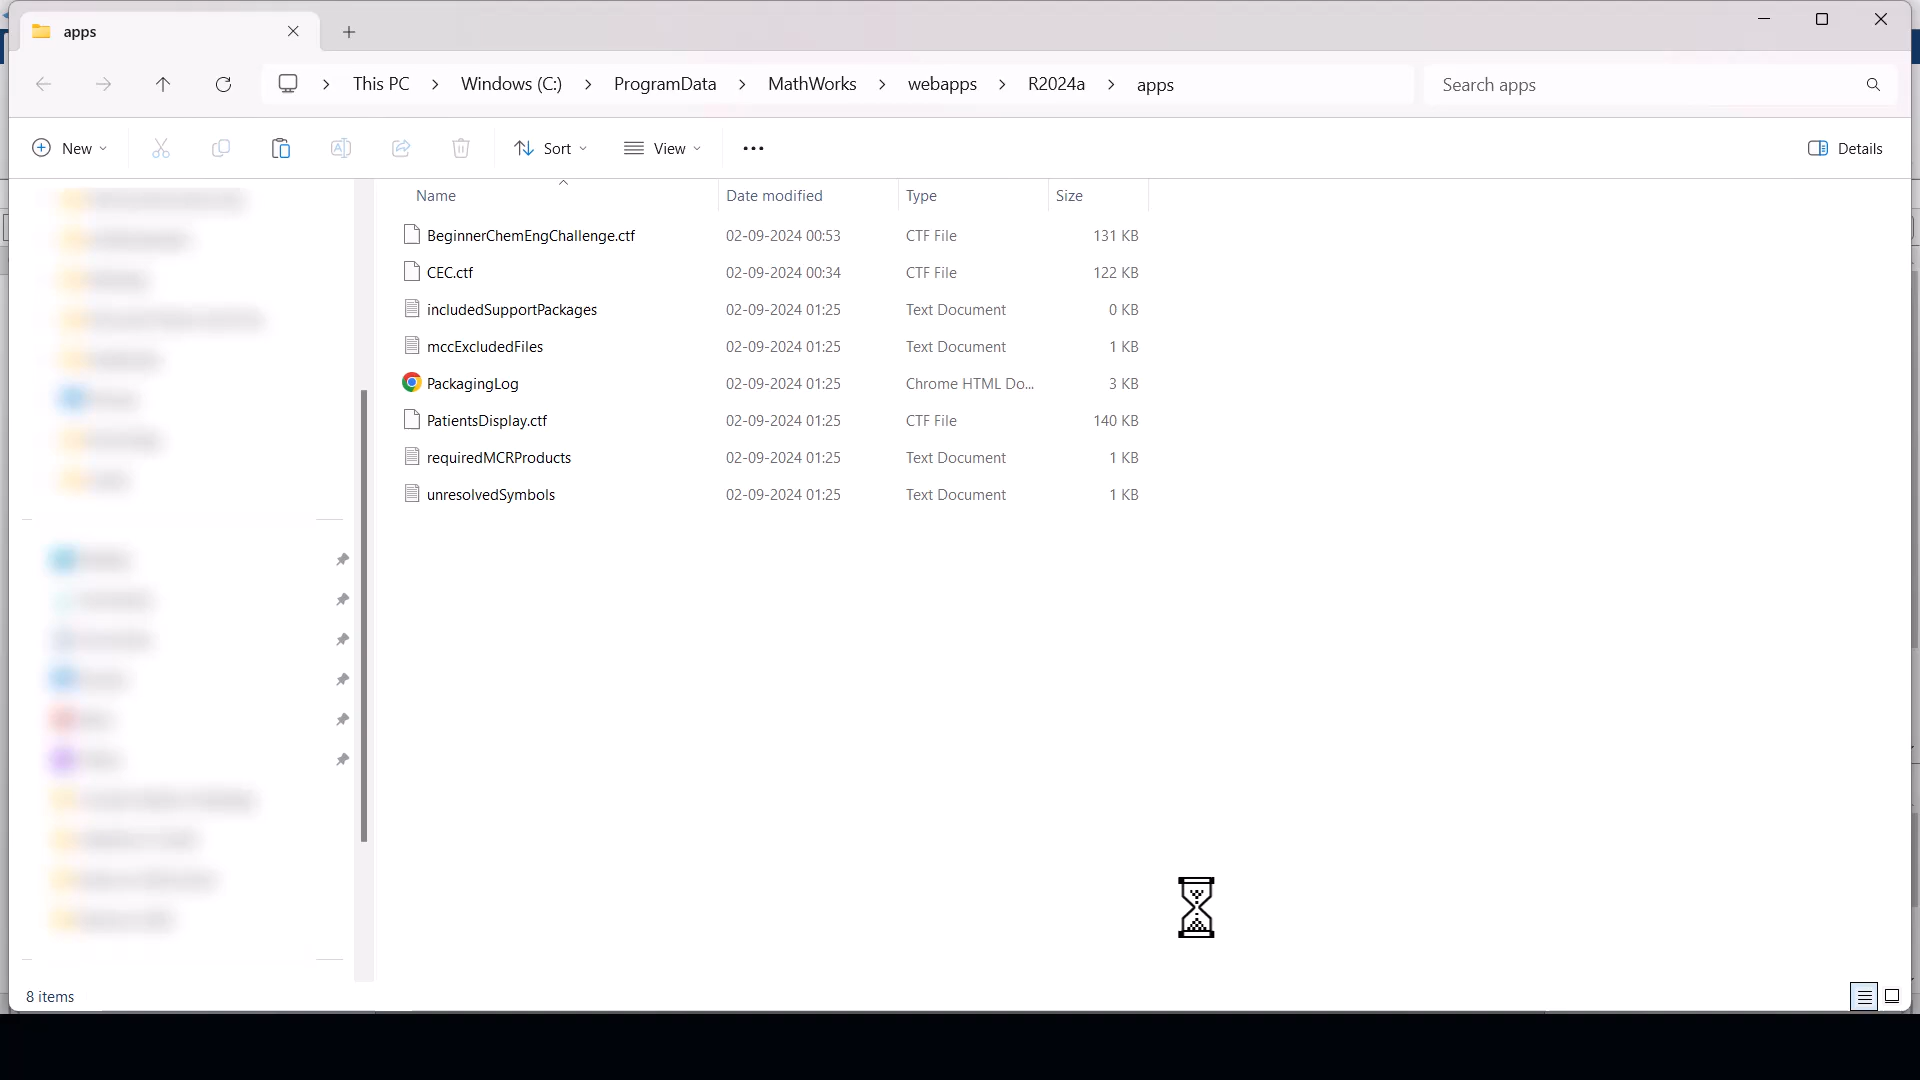 apps
This PC > Windows (C:) > ProgramData > MathWorks > webapps > R2024a > apps
Search apps
New
Sort
View
Details
Name Date modified Type Size
BeginnerChemEngChallenge.ctf 02-09-2024 00:53 CTF File 131 KB
CEC.ctf 02-09-2024 00:34 CTF File 122 KB
includedSupportPackages 02-09-2024 01:25 Text Document 0 KB
mccExcludedFiles 02-09-2024 01:25 Text Document 1 KB
PackagingLog 02-09-2024 01:25 Chrome HTML Do... 3 KB
PatientsDisplay.ctf 02-09-2024 01:25 CTF File 140 KB
requiredMCRProducts 02-09-2024 01:25 Text Document 1 KB
unresolvedSymbols 02-09-2024 01:25 Text Document 1 KB
8 items